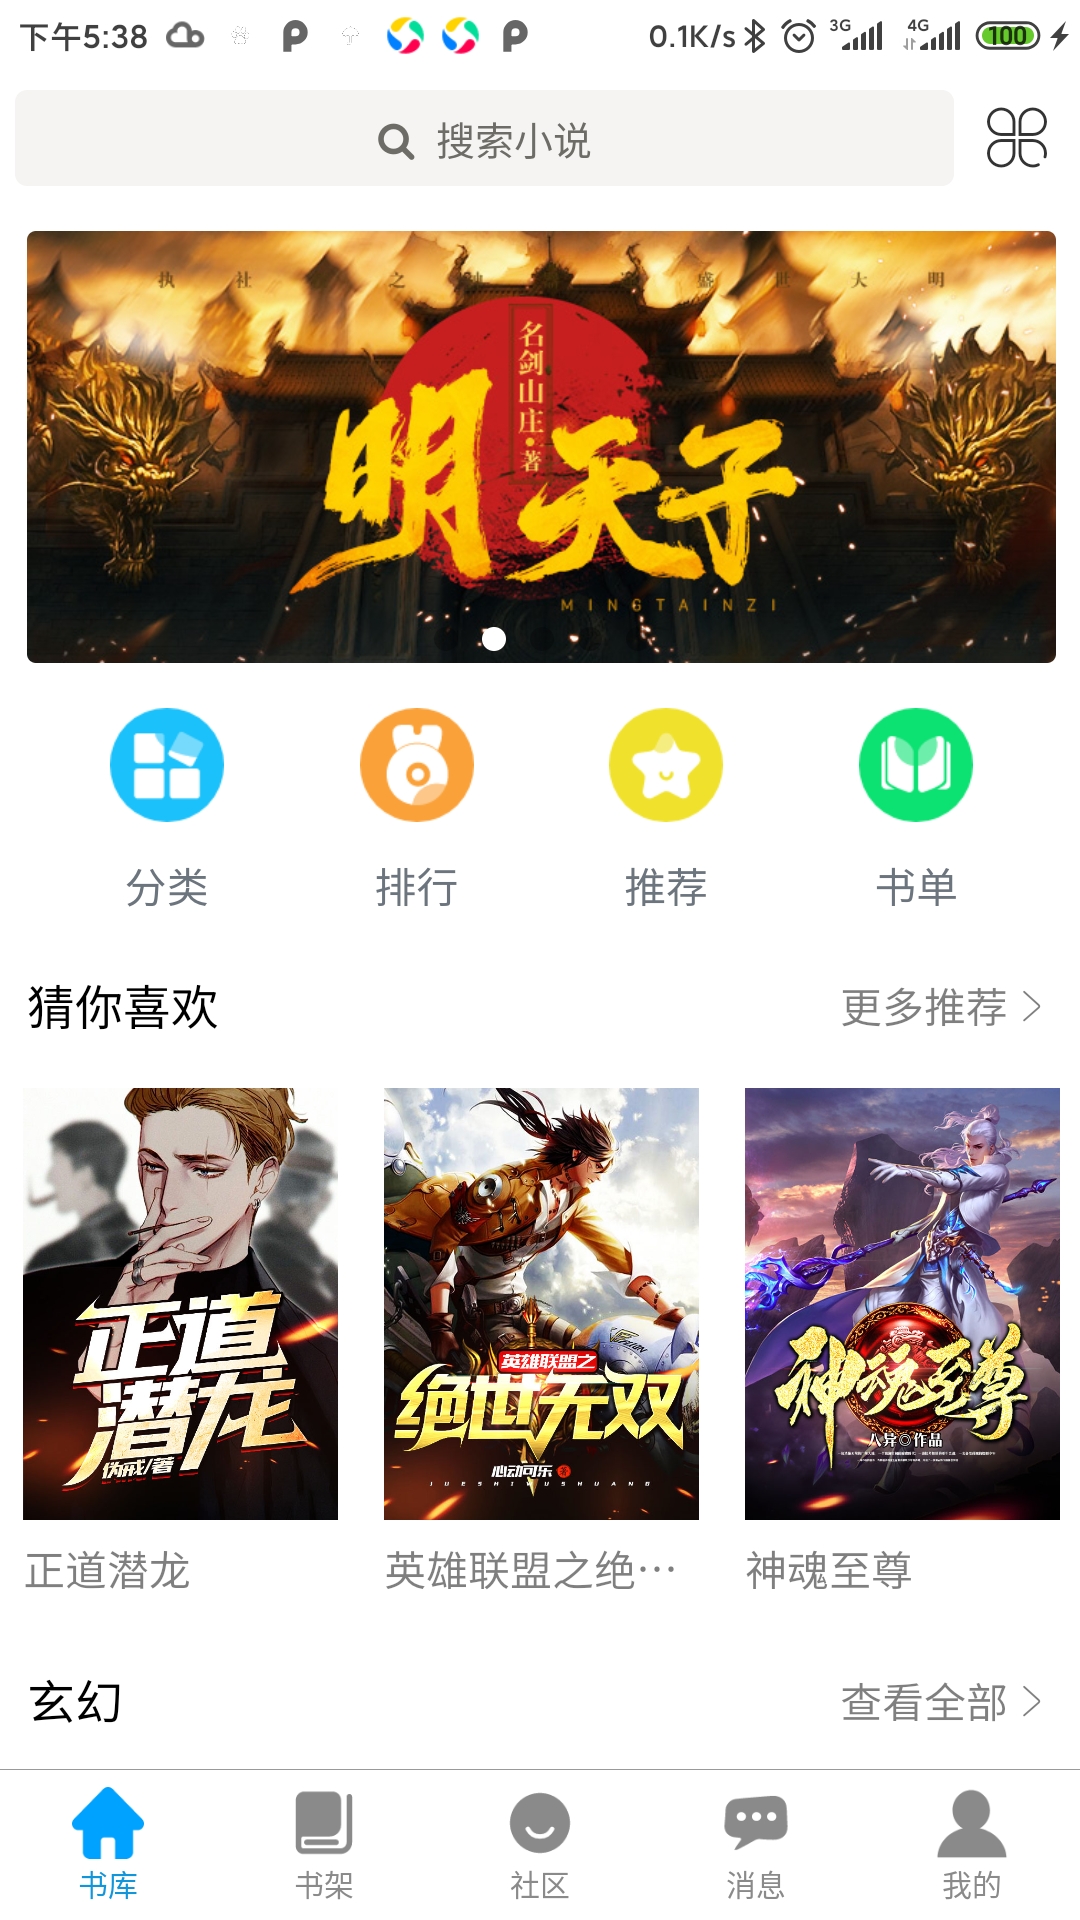 下午5:38
0.1K/s 3G 4G 100
搜索小说
执 社 之 盛 世 大 明
名剑山庄·著
明天子
MINGTAINZI
分类 排行 推荐 书单
猜你喜欢 更多推荐
正道
潜龙
伪戒/著
英雄联盟之
绝世无双
心动可乐 著
JUESHIWUSHUANG
神魂至尊
八异◎作品
正道潜龙 英雄联盟之绝… 神魂至尊
玄幻 查看全部
书库 书架 社区 消息 我的